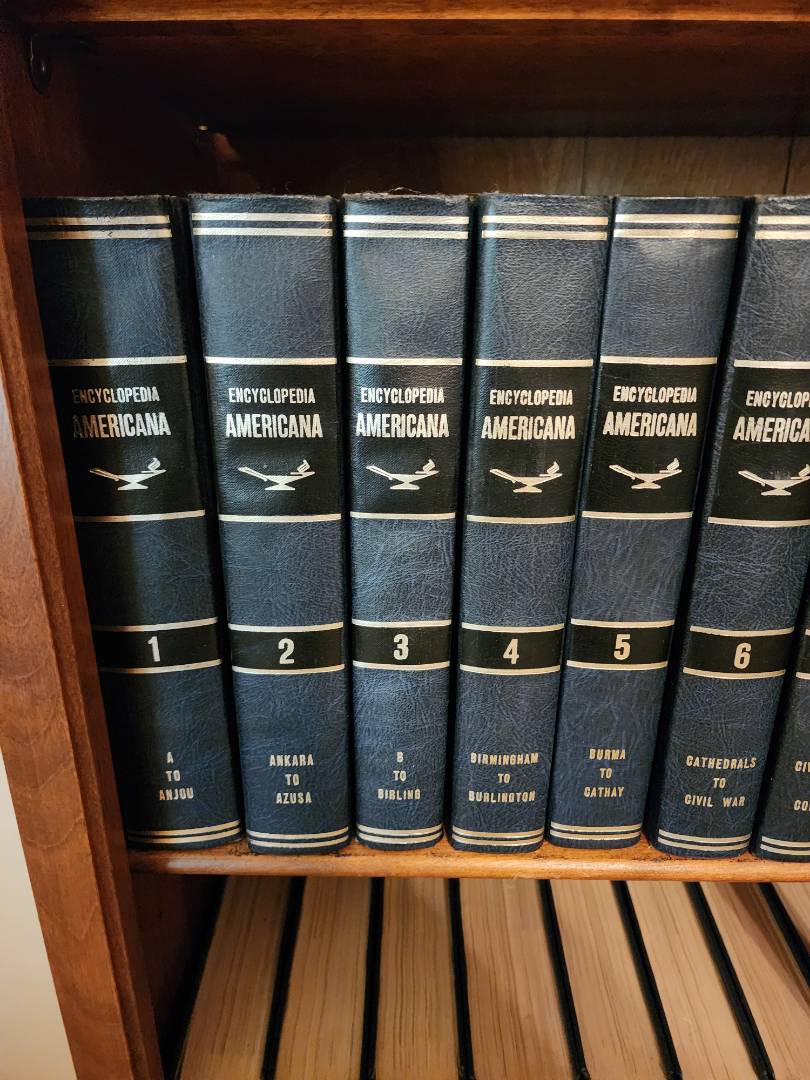 ENCYCLOPEDIA
AMERICANA
1
A
TO
ANJOU
ENCYCLOPEDIA
AMERICANA
2
ANKARA
TO
AZUSA
ENCYCLOPEDIA
AMERICANA
3
B
TO
BIRLING
ENCYCLOPEDIA
AMERICANA
4
BIRMINGHAM
TO
BURLINGTON
ENCYCLOPEDIA
AMERICANA
5
BURMA
TO
CATHAY
ENCYCLOP
AMERICA
6
CATHEDRALS
TO
CIVIL WAR